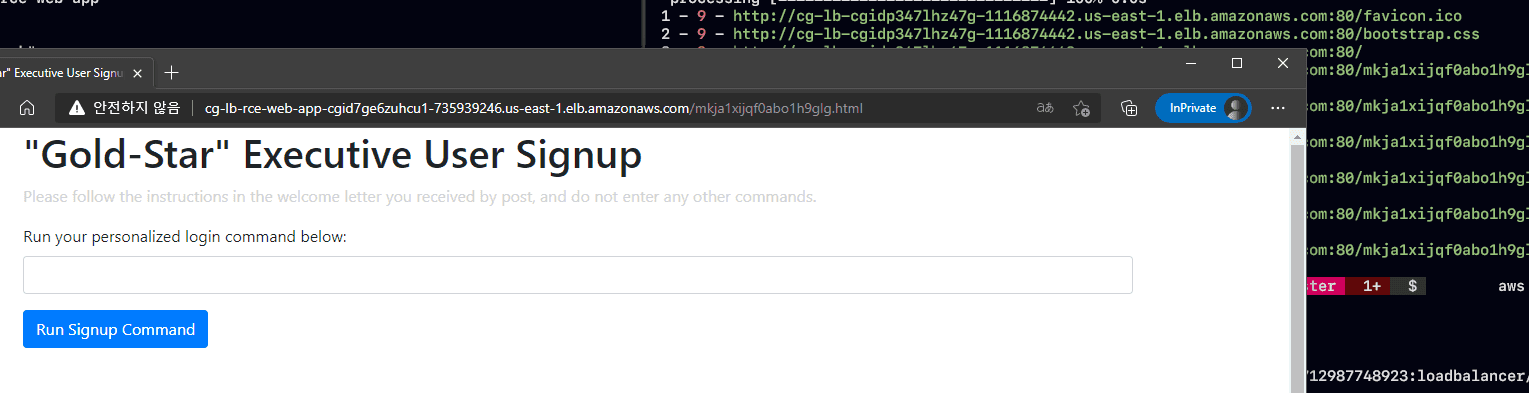 rce-web-app
processing [
] 100% 0.0s
1 - 9 - http://cg-lb-cgidp347lhz47g-1116874442.us-east-1.elb.amazonaws.com:80/favicon.ico
2 - 9 - http://cg-lb-cgidp347lhz47g-1116874442.us-east-1.elb.amazonaws.com:80/bootstrap.css
com:80/
ar" Executive User Signu
com:80/mkja1xijqf0abo1h9gl
안전하지 않음
cg-lb-rce-web-app-cgid7ge6zuhcu1-735939246.us-east-1.elb.amazonaws.com/mkja1xijqf0abo1h9glg.html
aあ
InPrivate
com:80/mkja1xijqf0abo1h9gl
"Gold-Star" Executive User Signup
com:80/mkja1xijqf0abo1h9gl
com:80/mkja1xijqf0abo1h9gl
Please follow the instructions in the welcome letter you received by post, and do not enter any other commands.
com:80/mkja1xijqf0abo1h9gl
Run your personalized login command below:
com:80/mkja1xijqf0abo1h9gl
ster 1+ $ aws
Run Signup Command
712987748923:loadbalancer/